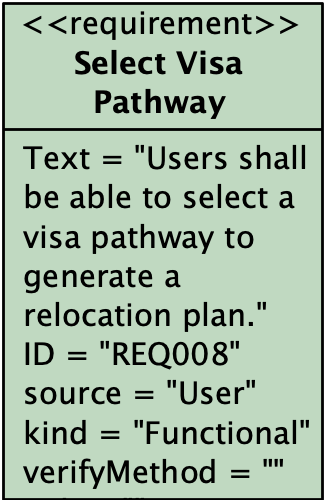 <<requirement>>
Select Visa
Pathway
Text = "Users shall
be able to select a
visa pathway to
generate a
relocation plan."
ID = "REQ008"
source = "User"
kind = "Functional"
verifyMethod = ""